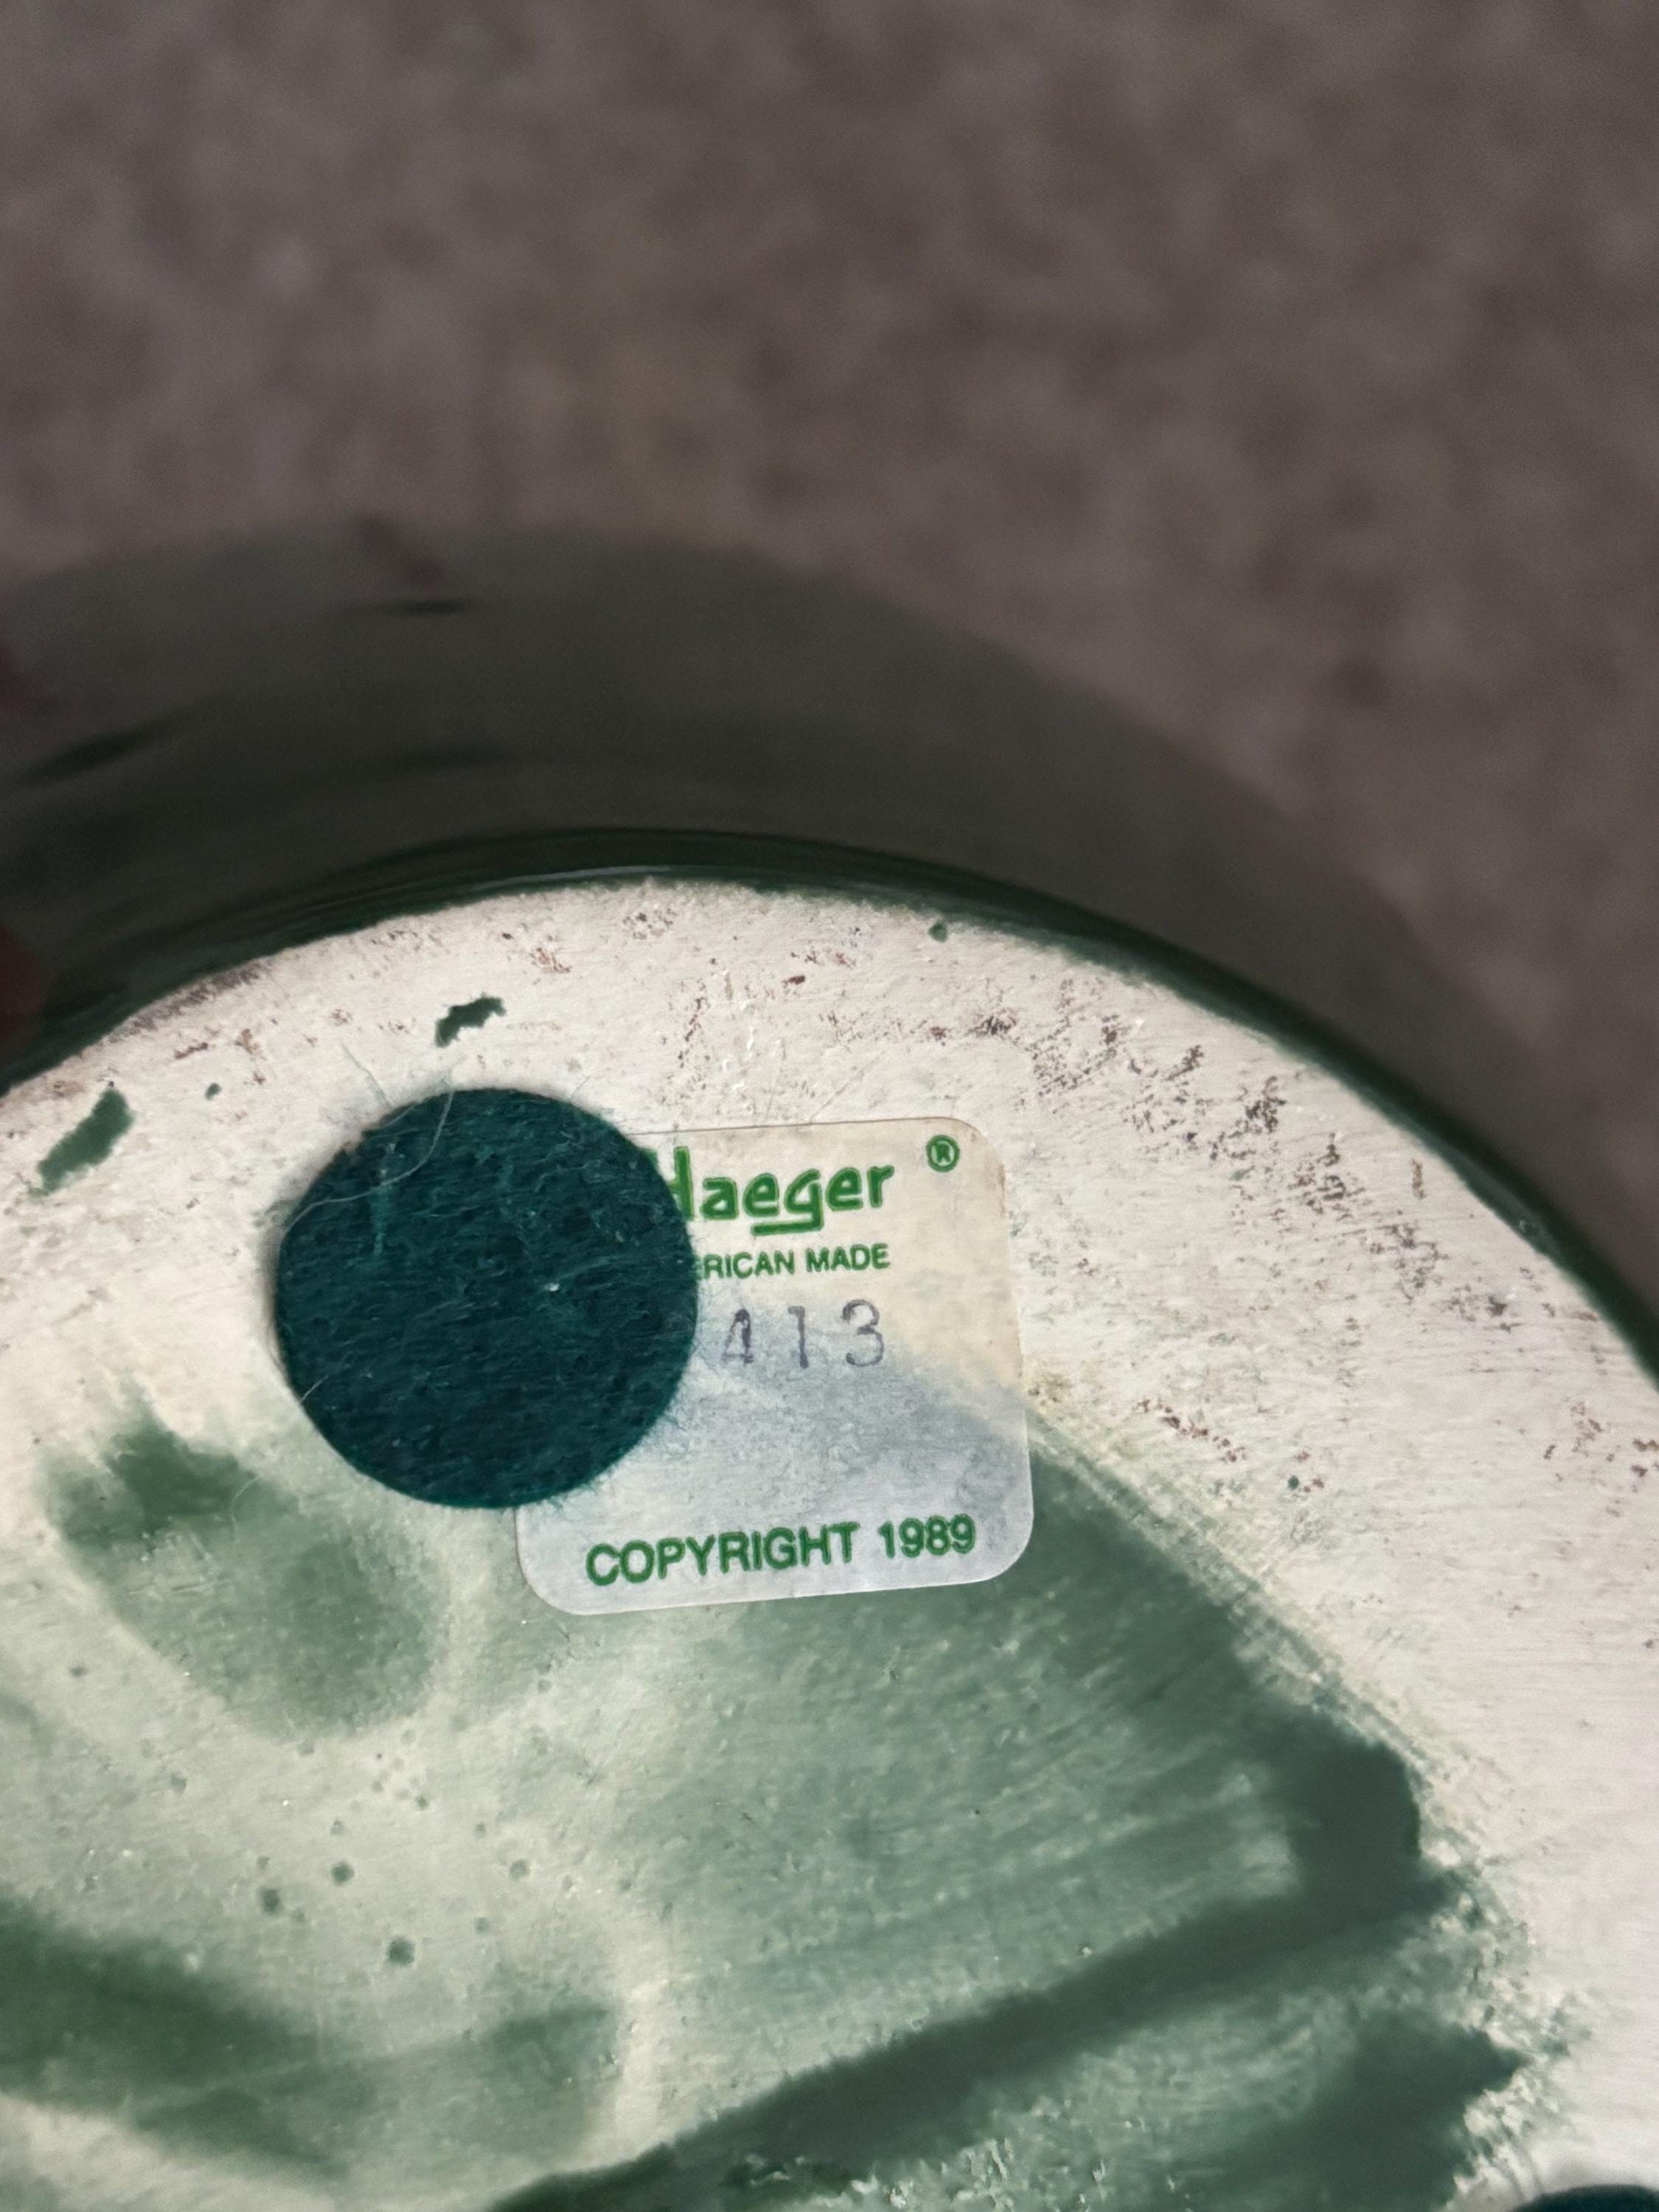 Haeger ®
ERICAN MADE
413
COPYRIGHT 1989